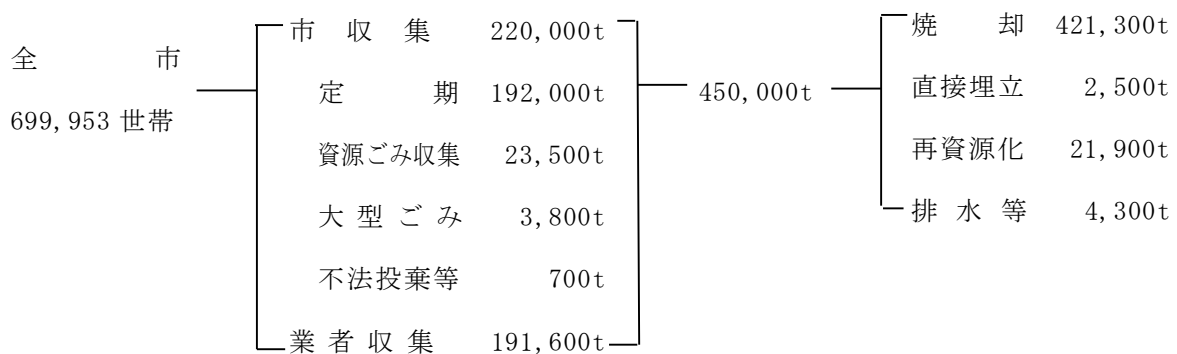 全市
699,953 世帯
市収集 220,000t
定期 192,000t
資源ごみ収集 23,500t
大型ごみ 3,800t
不法投棄等 700t
業者収集 191,600t
450,000t
焼却 421,300t
直接埋立 2,500t
再資源化 21,900t
排水等 4,300t